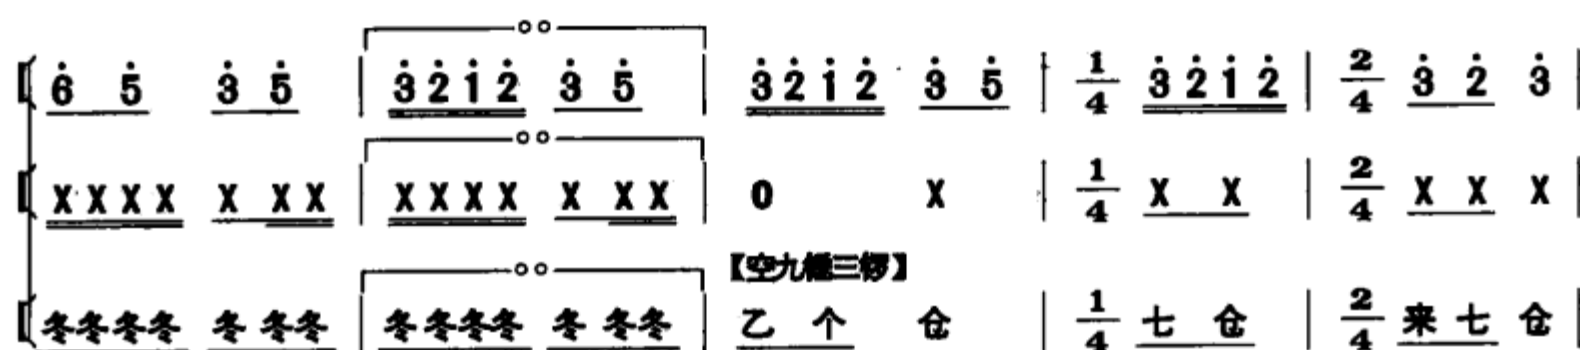 6 5 3 5 | 3 2 1 2 3 5 | 3 2 1 2 3 5 | 1/4 3 2 1 2 | 2/4 3 2 3 |
X X X X X X X | X X X X X X X | 0 X | 1/4 X X | 2/4 X X X |
【空九锤三锣】
冬冬冬冬 冬 冬冬 | 冬冬冬冬 冬 冬冬 | 乙 个 仓 | 1/4 七 仓 | 2/4 来 七 仓 |